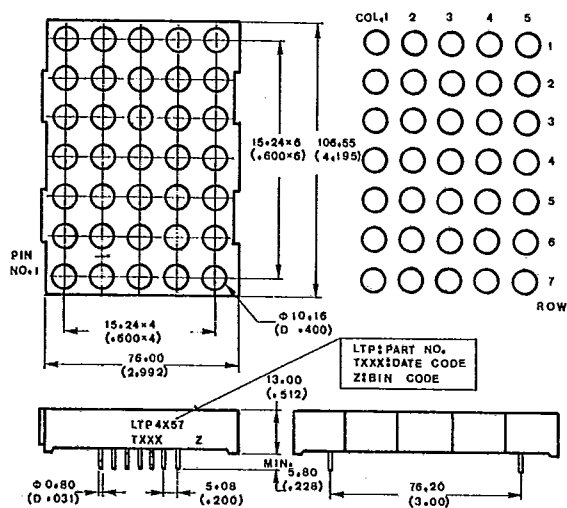 COL.1 2 3 4 5
1
2
3
4
5
6
7
ROW
15.24×6
(.600×6)
106.55
(4.195)
PIN
NO.1
15.24×4
(.600×4)
Φ10.16
(D .400)
76.00
(2.992)
LTP:PART NO.
TXXX:DATE CODE
Z:BIN CODE
13.00
(.512)
LTP4X57
TXXX Z
MIN.
5.80
(.228)
Φ0.80
(D .031)
5.08
(.200)
76.20
(3.00)